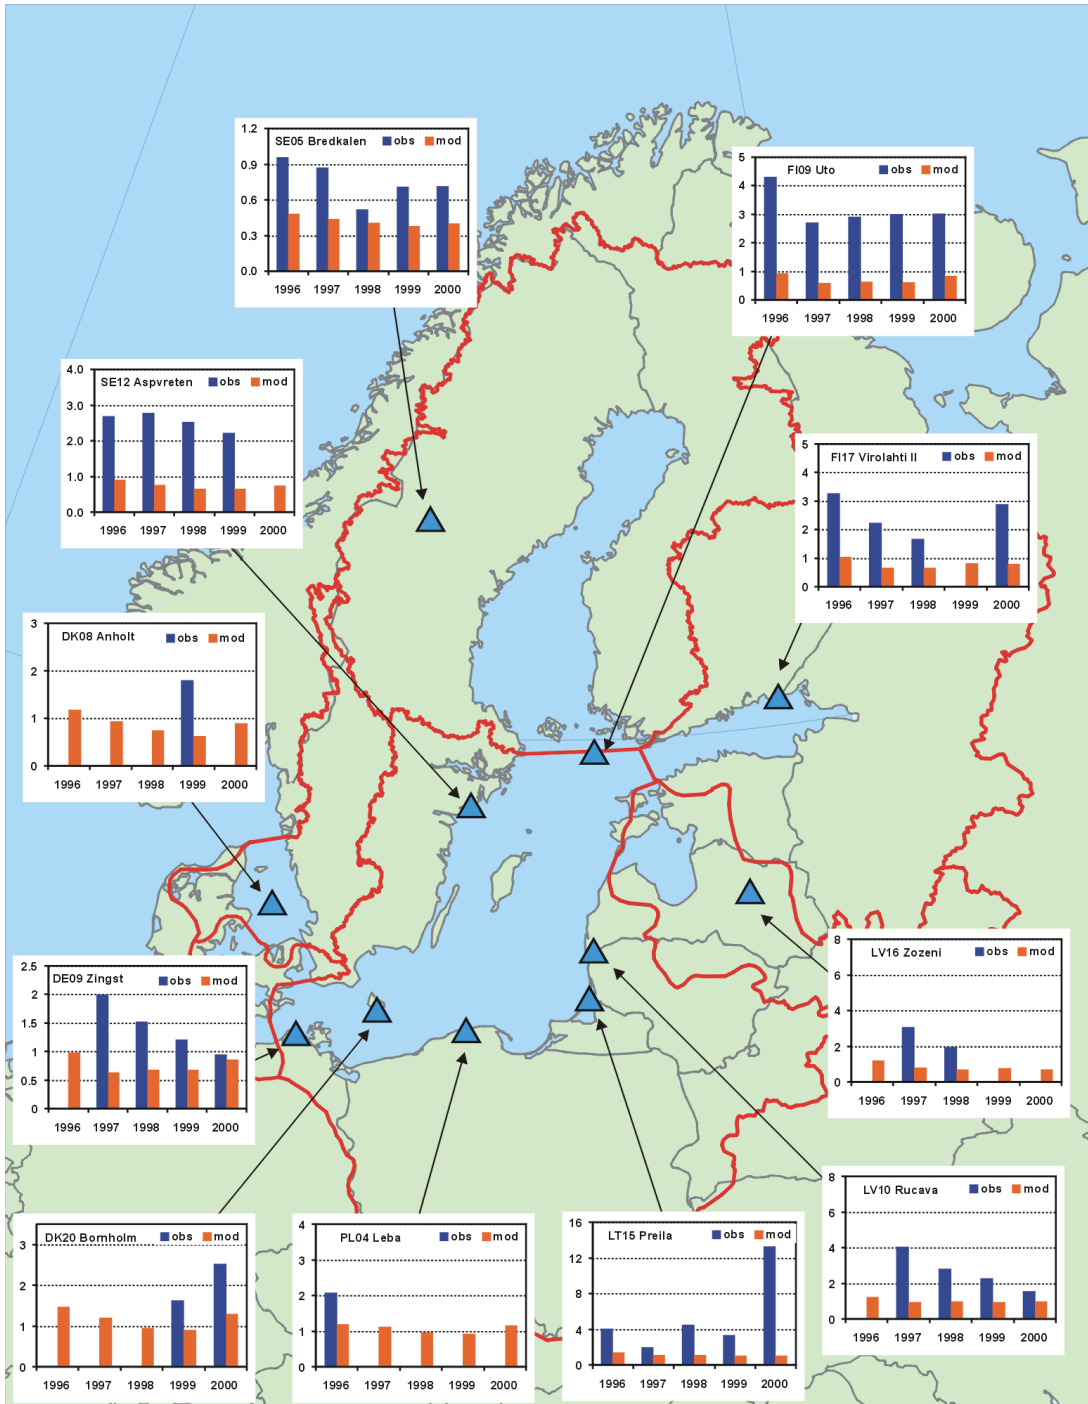 SE05 Bredkalen obs mod
1.2
0.9
0.6
0.3
0.0
1996 1997 1998 1999 2000
FI09 Uto obs mod
5
4
3
2
1
0
1996 1997 1998 1999 2000
SE12 Aspvreten obs mod
4.0
3.0
2.0
1.0
0.0
1996 1997 1998 1999 2000
FI17 Virolahti II obs mod
5
4
3
2
1
0
1996 1997 1998 1999 2000
DK08 Anholt obs mod
3
2
1
0
1996 1997 1998 1999 2000
LV16 Zozeni obs mod
8
6
4
2
0
1996 1997 1998 1999 2000
DE09 Zingst obs mod
2.5
2
1.5
1
0.5
0
1996 1997 1998 1999 2000
LV10 Rucava obs mod
8
6
4
2
0
1996 1997 1998 1999 2000
DK20 Bornholm obs mod
3
2
1
0
1996 1997 1998 1999 2000
PL04 Leba obs mod
4
3
2
1
0
1996 1997 1998 1999 2000
LT15 Preila obs mod
16
12
8
4
0
1996 1997 1998 1999 2000